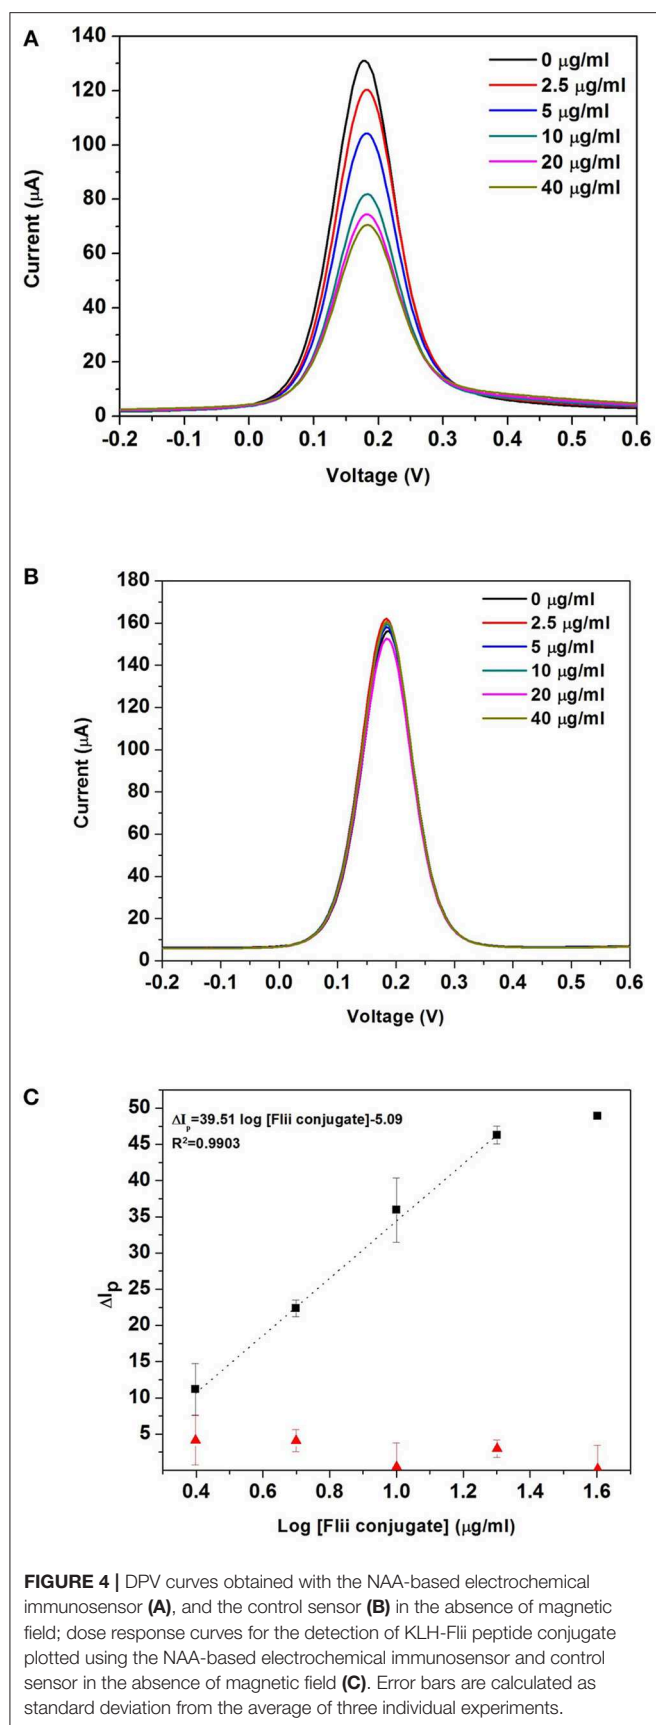 A
140
120
100
80
60
40
20
0
Current (μA)
0 μg/ml
2.5 μg/ml
5 μg/ml
10 μg/ml
20 μg/ml
40 μg/ml
-0.2 -0.1 0.0 0.1 0.2 0.3 0.4 0.5 0.6
Voltage (V)
B
180
160
140
120
100
80
60
40
20
0
Current (μA)
0 μg/ml
2.5 μg/ml
5 μg/ml
10 μg/ml
20 μg/ml
40 μg/ml
-0.2 -0.1 0.0 0.1 0.2 0.3 0.4 0.5 0.6
Voltage (V)
C
50
45
40
35
30
25
20
15
10
5
ΔIp
ΔIp=39.51 log [Flii conjugate]-5.09
R²=0.9903
0.4 0.6 0.8 1.0 1.2 1.4 1.6
Log [Flii conjugate] (μg/ml)
FIGURE 4 | DPV curves obtained with the NAA-based electrochemical
immunosensor (A), and the control sensor (B) in the absence of magnetic
field; dose response curves for the detection of KLH-Flii peptide conjugate
plotted using the NAA-based electrochemical immunosensor and control
sensor in the absence of magnetic field (C). Error bars are calculated as
standard deviation from the average of three individual experiments.